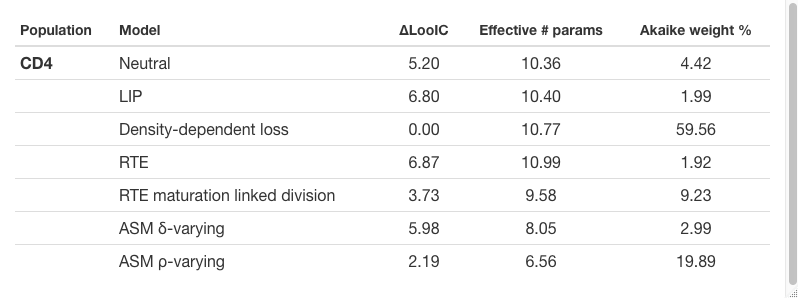 Population Model ΔLooIC Effective # params Akaike weight %
CD4 Neutral 5.20 10.36 4.42
LIP 6.80 10.40 1.99
Density-dependent loss 0.00 10.77 59.56
RTE 6.87 10.99 1.92
RTE maturation linked division 3.73 9.58 9.23
ASM δ-varying 5.98 8.05 2.99
ASM ρ-varying 2.19 6.56 19.89